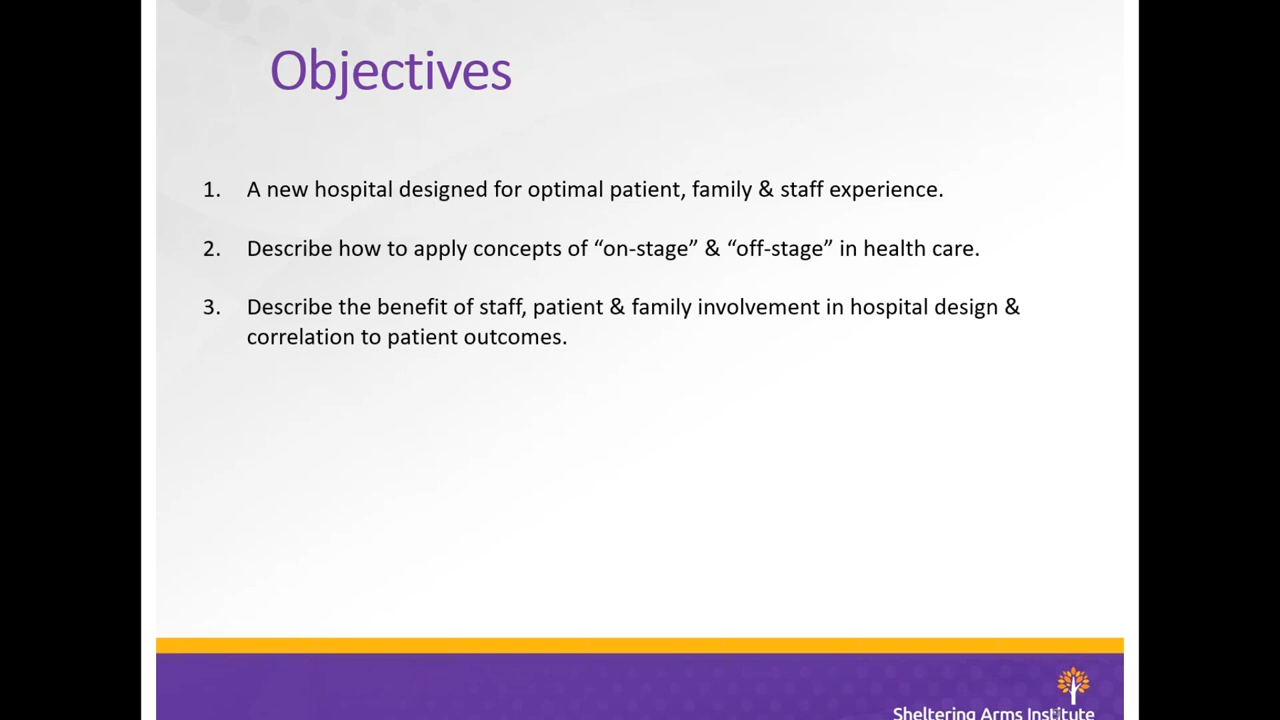 Objectives
1. A new hospital designed for optimal patient, family & staff experience.
2. Describe how to apply concepts of “on-stage” & “off-stage” in health care.
3. Describe the benefit of staff, patient & family involvement in hospital design &
correlation to patient outcomes.
Sheltering Arms Institute